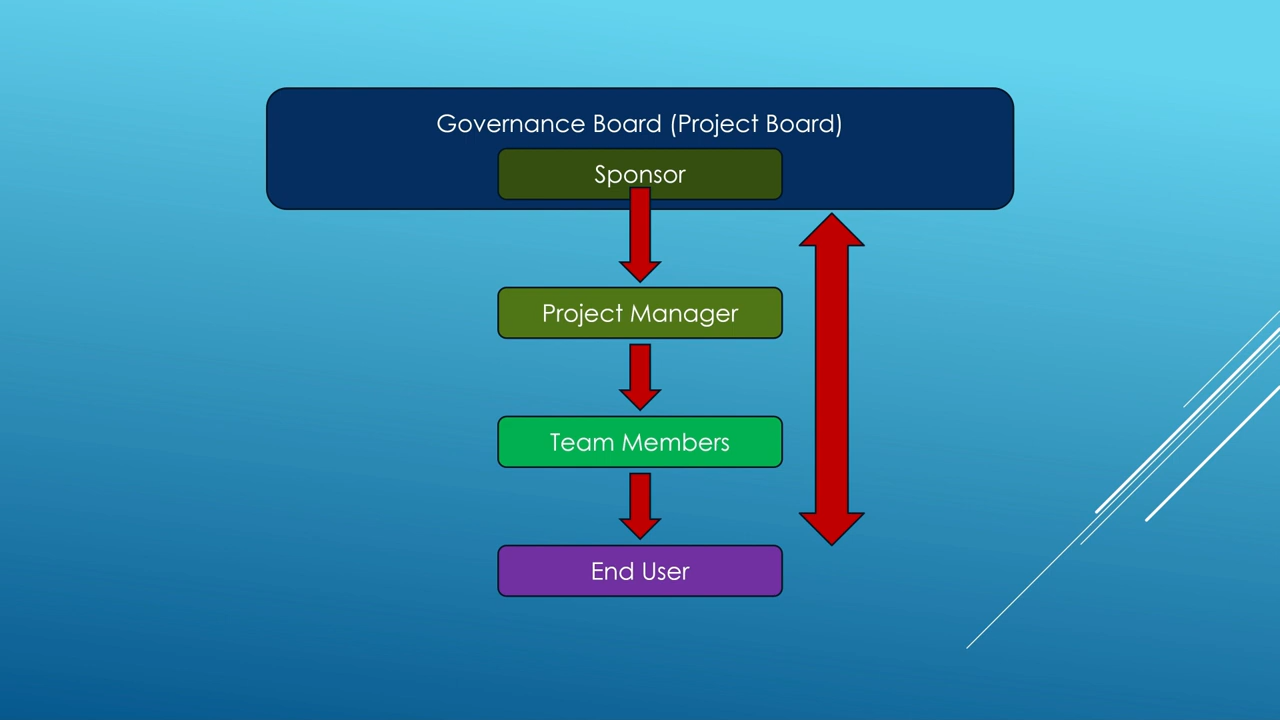 Governance Board (Project Board)
Sponsor
Project Manager
Team Members
End User